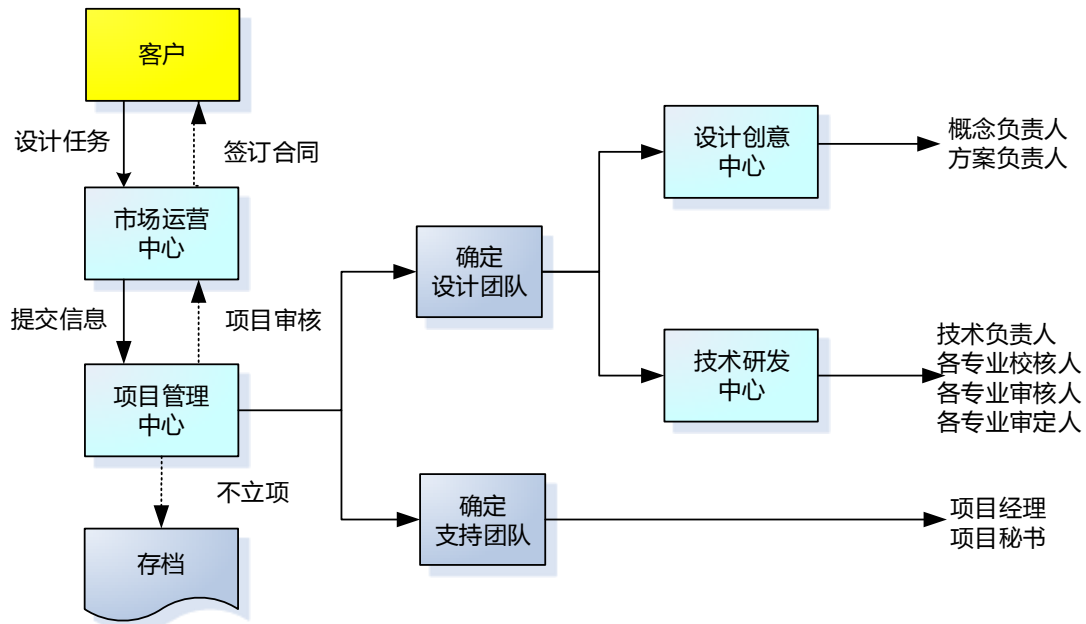 客户
设计任务
签订合同
市场运营
中心
提交信息
项目审核
项目管理
中心
不立项
存档
确定
设计团队
确定
支持团队
设计创意
中心
技术研发
中心
概念负责人
方案负责人
技术负责人
各专业校核人
各专业审核人
各专业审定人
项目经理
项目秘书